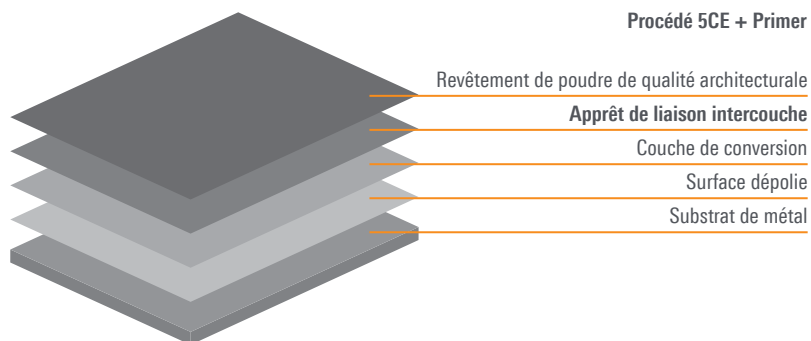 Procédé 5CE + Primer
Revêtement de poudre de qualité architecturale
Apprêt de liaison intercouche
Couche de conversion
Surface dépolie
Substrat de métal